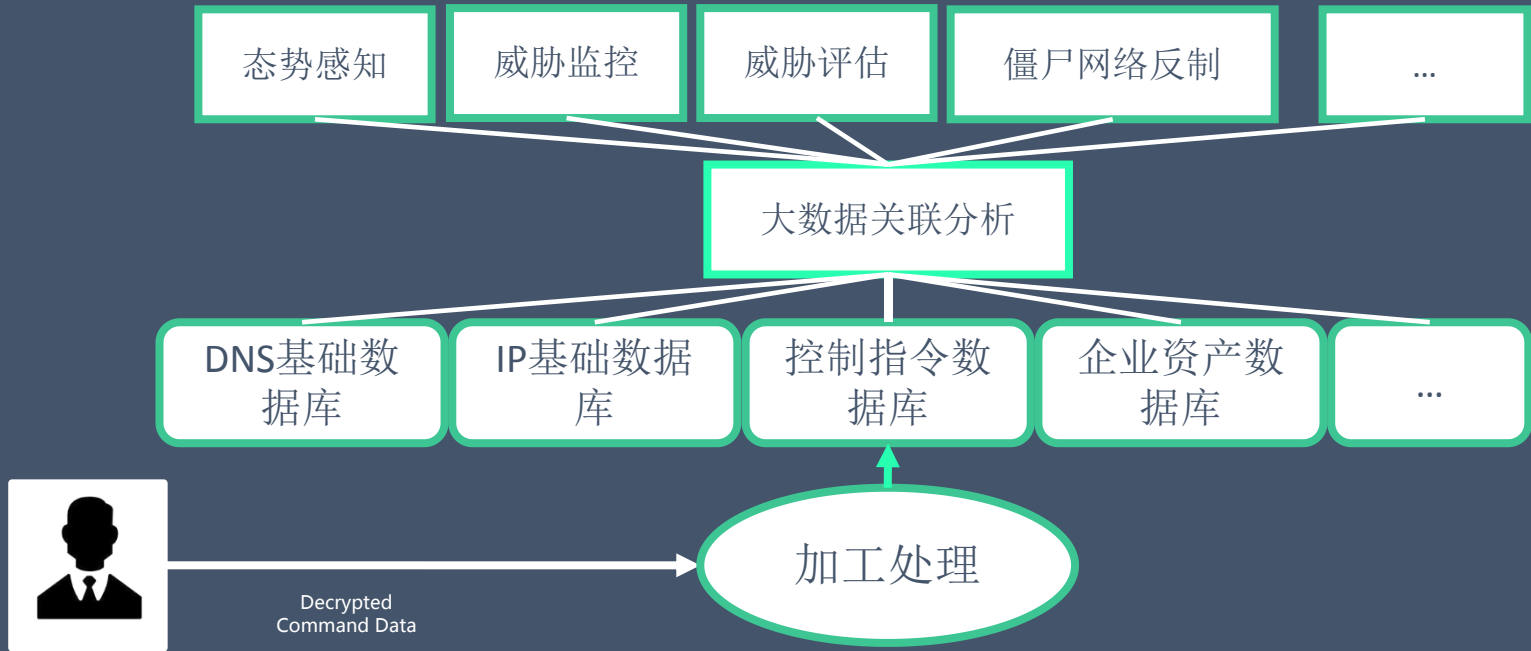 态势感知
威胁监控
威胁评估
僵尸网络反制
...
大数据关联分析
DNS基础数
据库
IP基础数据
库
控制指令数
据库
企业资产数
据库
...
加工处理
Decrypted
Command Data